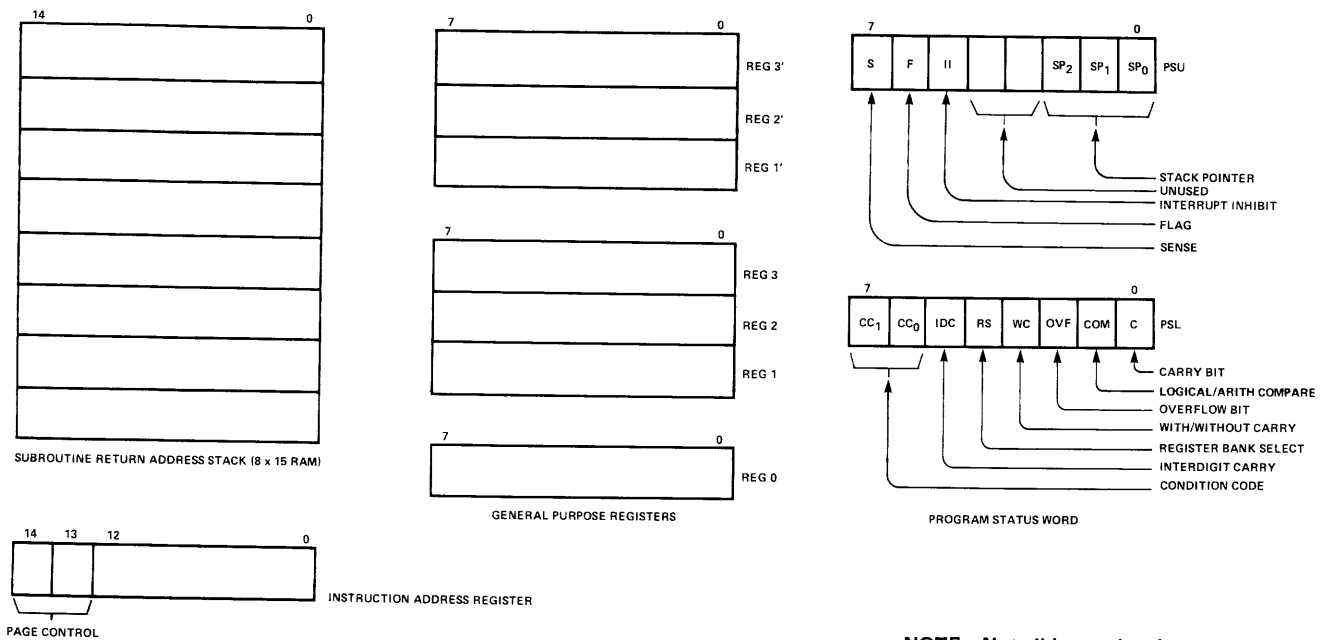 14 0
SUBROUTINE RETURN ADDRESS STACK (8 x 15 RAM)
14 13 12 0
INSTRUCTION ADDRESS REGISTER
PAGE CONTROL
7 0
REG 3'
REG 2'
REG 1'
7 0
REG 3
REG 2
REG 1
7 0
REG 0
GENERAL PURPOSE REGISTERS
7 0
S F II SP2 SP1 SP0 PSU
STACK POINTER
UNUSED
INTERRUPT INHIBIT
FLAG
SENSE
7 0
CC1 CC0 IDC RS WC OVF COM C PSL
CARRY BIT
LOGICAL/ARITH COMPARE
OVERFLOW BIT
WITH/WITHOUT CARRY
REGISTER BANK SELECT
INTERDIGIT CARRY
CONDITION CODE
PROGRAM STATUS WORD